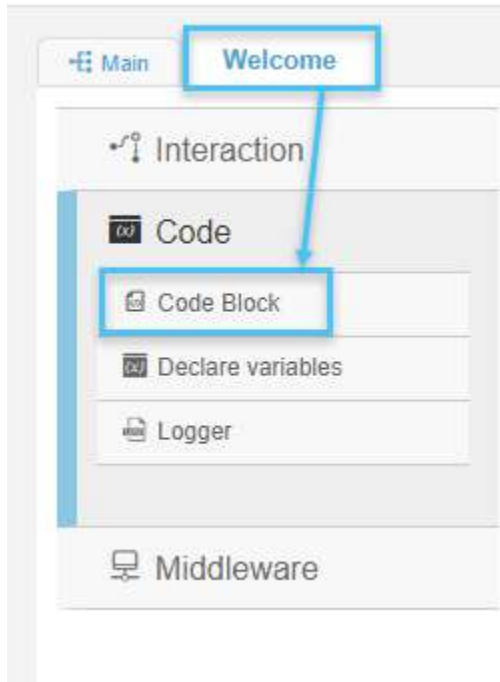 Main
Welcome
Interaction
(x) Code
Code Block
(x) Declare variables
Logger
Middleware